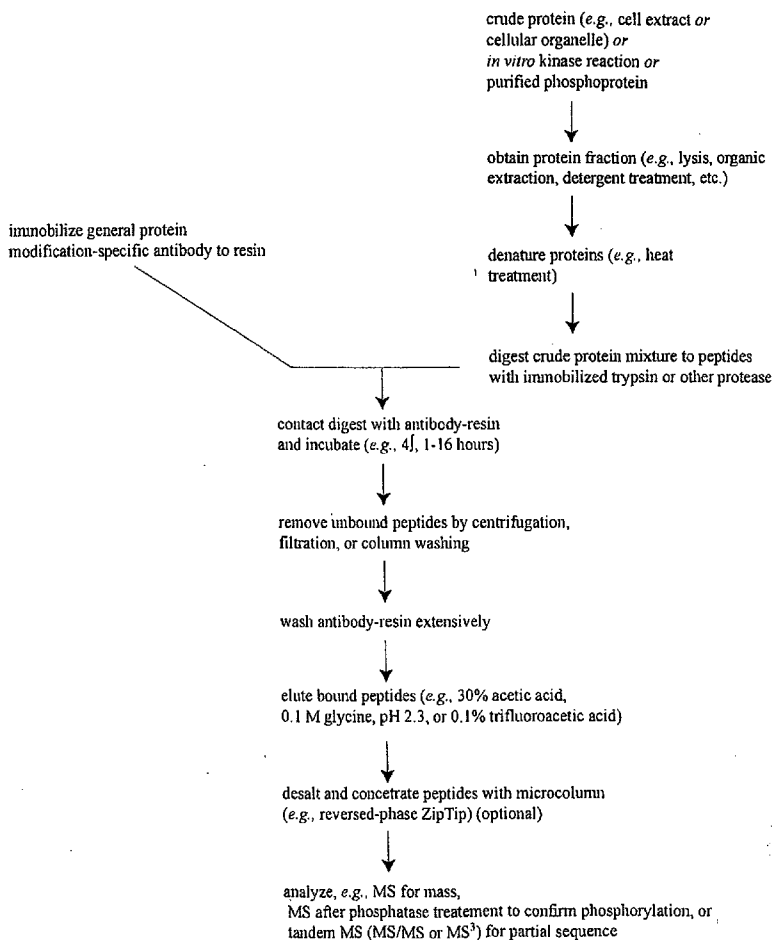 crude protein (e.g., cell extract or
cellular organelle) or
in vitro kinase reaction or
purified phosphoprotein
obtain protein fraction (e.g., lysis, organic
extraction, detergent treatment, etc.)
immobilize general protein
modification-specific antibody to resin
denature proteins (e.g., heat
treatment)
digest crude protein mixture to peptides
with immobilized trypsin or other protease
contact digest with antibody-resin
and incubate (e.g., 4∫, 1-16 hours)
remove unbound peptides by centrifugation,
filtration, or column washing
wash antibody-resin extensively
elute bound peptides (e.g., 30% acetic acid,
0.1 M glycine, pH 2.3, or 0.1% trifluoroacetic acid)
desalt and concetrate peptides with microcolumn
(e.g., reversed-phase ZipTip) (optional)
analyze, e.g., MS for mass,
MS after phosphatase treatement to confirm phosphorylation, or
tandem MS (MS/MS or MS³) for partial sequence